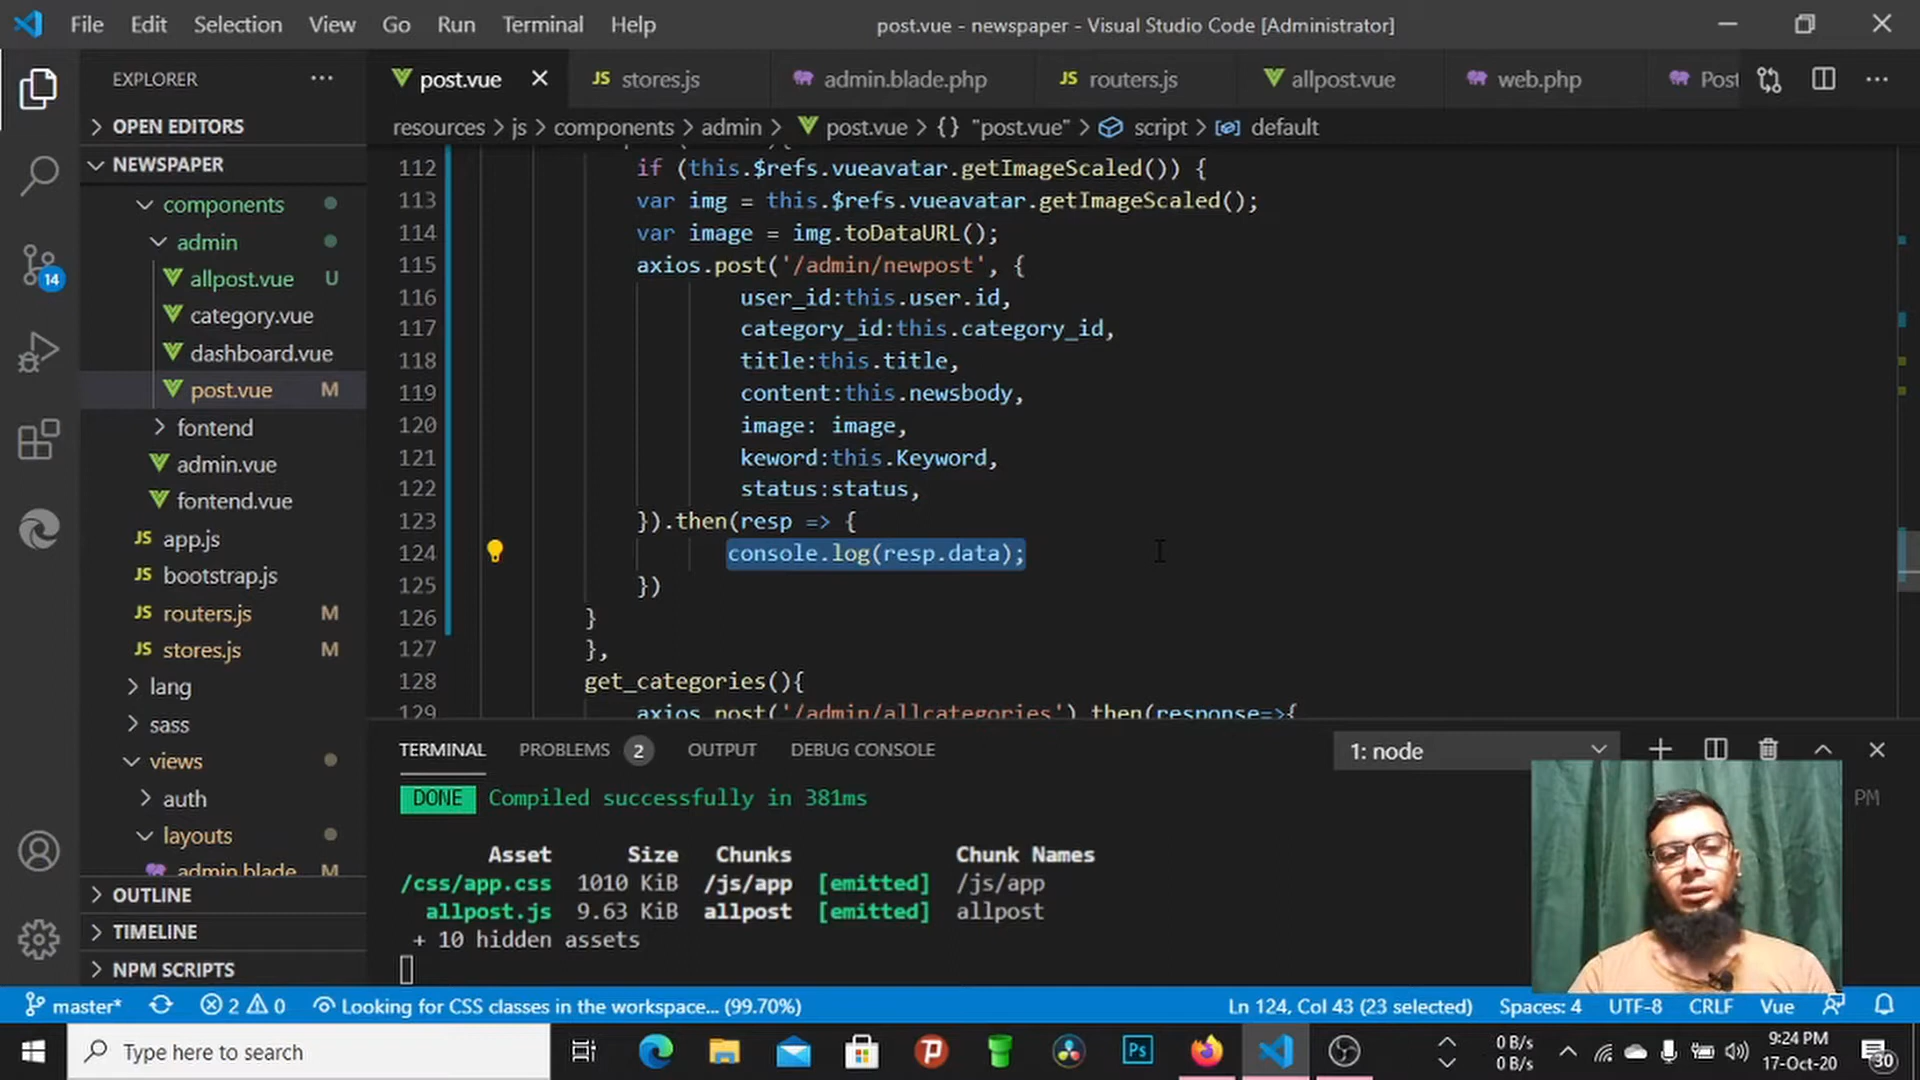 File Edit Selection View Go Run Terminal Help
post.vue - newspaper - Visual Studio Code [Administrator]
EXPLORER
post.vue
JS stores.js
admin.blade.php
JS routers.js
allpost.vue
web.php
Post
OPEN EDITORS
resources > js > components > admin > post.vue > {} "post.vue" > script > default
NEWSPAPER
components
admin
allpost.vue U
category.vue
dashboard.vue
post.vue M
fontend
admin.vue
fontend.vue
JS app.js
JS bootstrap.js
JS routers.js M
JS stores.js M
lang
sass
views
auth
layouts
admin.blade M
OUTLINE
TIMELINE
NPM SCRIPTS
14
112 if (this.$refs.vueavatar.getImageScaled()) {
113 var img = this.$refs.vueavatar.getImageScaled();
114 var image = img.toDataURL();
115 axios.post('/admin/newpost', {
116 user_id:this.user.id,
117 category_id:this.category_id,
118 title:this.title,
119 content:this.newsbody,
120 image: image,
121 keword:this.Keyword,
122 status:status,
123 }).then(resp => {
124 console.log(resp.data);
125 })
126 }
127 },
128 get_categories(){
129 axios.post('/admin/allcategories').then(response=>{
TERMINAL PROBLEMS 2 OUTPUT DEBUG CONSOLE
1: node
DONE Compiled successfully in 381ms
PM
Asset Size Chunks Chunk Names
/css/app.css 1010 KiB /js/app [emitted] /js/app
allpost.js 9.63 KiB allpost [emitted] allpost
+ 10 hidden assets
master* 2 0 Looking for CSS classes in the workspace... (99.70%)
Ln 124, Col 43 (23 selected) Spaces: 4 UTF-8 CRLF Vue
Type here to search
Ps
0 B/s
0 B/s
9:24 PM
17-Oct-20
30